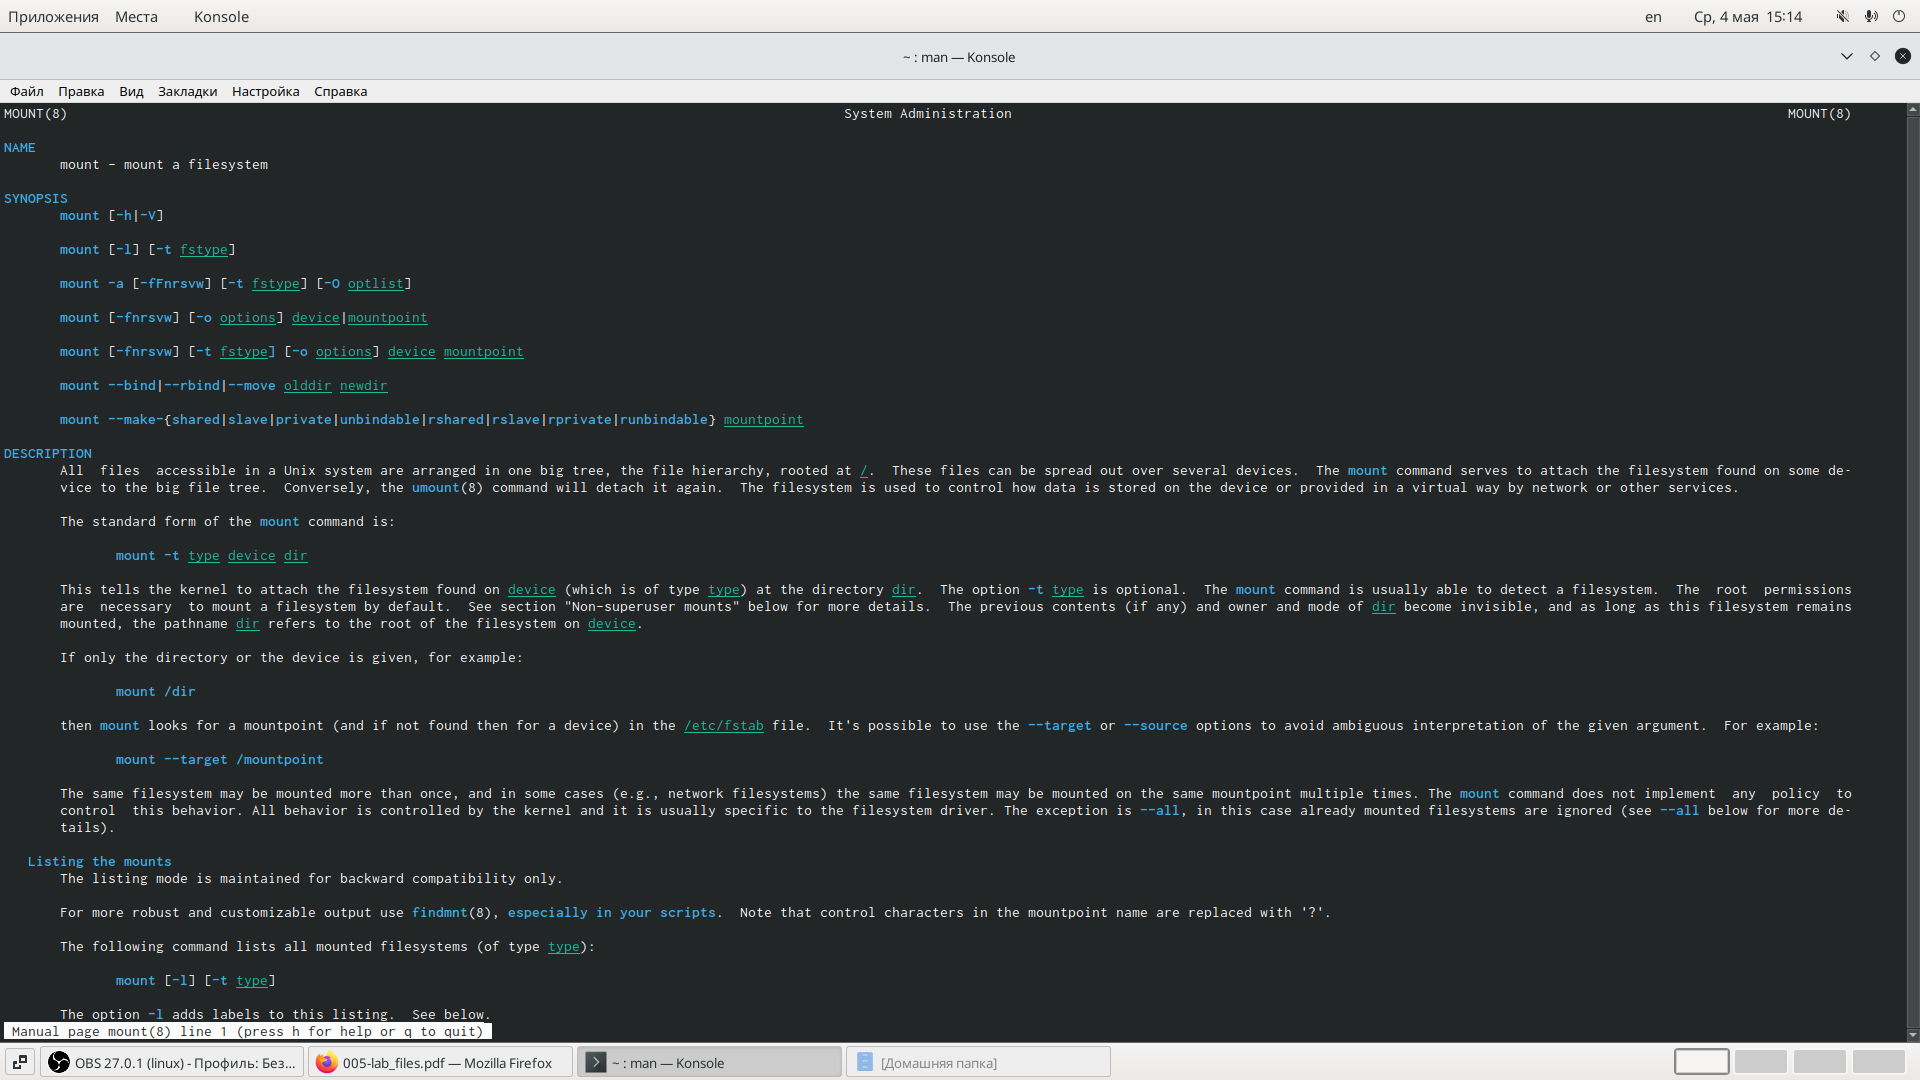 Приложения Места Konsole en Ср, 4 мая 15:14
~ : man — Konsole
Файл Правка Вид Закладки Настройка Справка
MOUNT(8) System Administration MOUNT(8)
NAME
mount - mount a filesystem
SYNOPSIS
mount [-h|-V]
mount [-l] [-t fstype]
mount -a [-fFnrsvw] [-t fstype] [-O optlist]
mount [-fnrsvw] [-o options] device|mountpoint
mount [-fnrsvw] [-t fstype] [-o options] device mountpoint
mount --bind|--rbind|--move olddir newdir
mount --make-{shared|slave|private|unbindable|rshared|rslave|rprivate|runbindable} mountpoint
DESCRIPTION
All files accessible in a Unix system are arranged in one big tree, the file hierarchy, rooted at /. These files can be spread out over several devices. The mount command serves to attach the filesystem found on some de-
vice to the big file tree. Conversely, the umount(8) command will detach it again. The filesystem is used to control how data is stored on the device or provided in a virtual way by network or other services.
The standard form of the mount command is:
mount -t type device dir
This tells the kernel to attach the filesystem found on device (which is of type type) at the directory dir. The option -t type is optional. The mount command is usually able to detect a filesystem. The root permissions
are necessary to mount a filesystem by default. See section "Non-superuser mounts" below for more details. The previous contents (if any) and owner and mode of dir become invisible, and as long as this filesystem remains
mounted, the pathname dir refers to the root of the filesystem on device.
If only the directory or the device is given, for example:
mount /dir
then mount looks for a mountpoint (and if not found then for a device) in the /etc/fstab file. It's possible to use the --target or --source options to avoid ambiguous interpretation of the given argument. For example:
mount --target /mountpoint
The same filesystem may be mounted more than once, and in some cases (e.g., network filesystems) the same filesystem may be mounted on the same mountpoint multiple times. The mount command does not implement any policy to
control this behavior. All behavior is controlled by the kernel and it is usually specific to the filesystem driver. The exception is --all, in this case already mounted filesystems are ignored (see --all below for more de-
tails).
Listing the mounts
The listing mode is maintained for backward compatibility only.
For more robust and customizable output use findmnt(8), especially in your scripts. Note that control characters in the mountpoint name are replaced with '?'.
The following command lists all mounted filesystems (of type type):
mount [-l] [-t type]
The option -l adds labels to this listing. See below.
Manual page mount(8) line 1 (press h for help or q to quit)
OBS 27.0.1 (linux) - Профиль: Без... 005-lab_files.pdf — Mozilla Firefox ~ : man — Konsole [Домашняя папка]